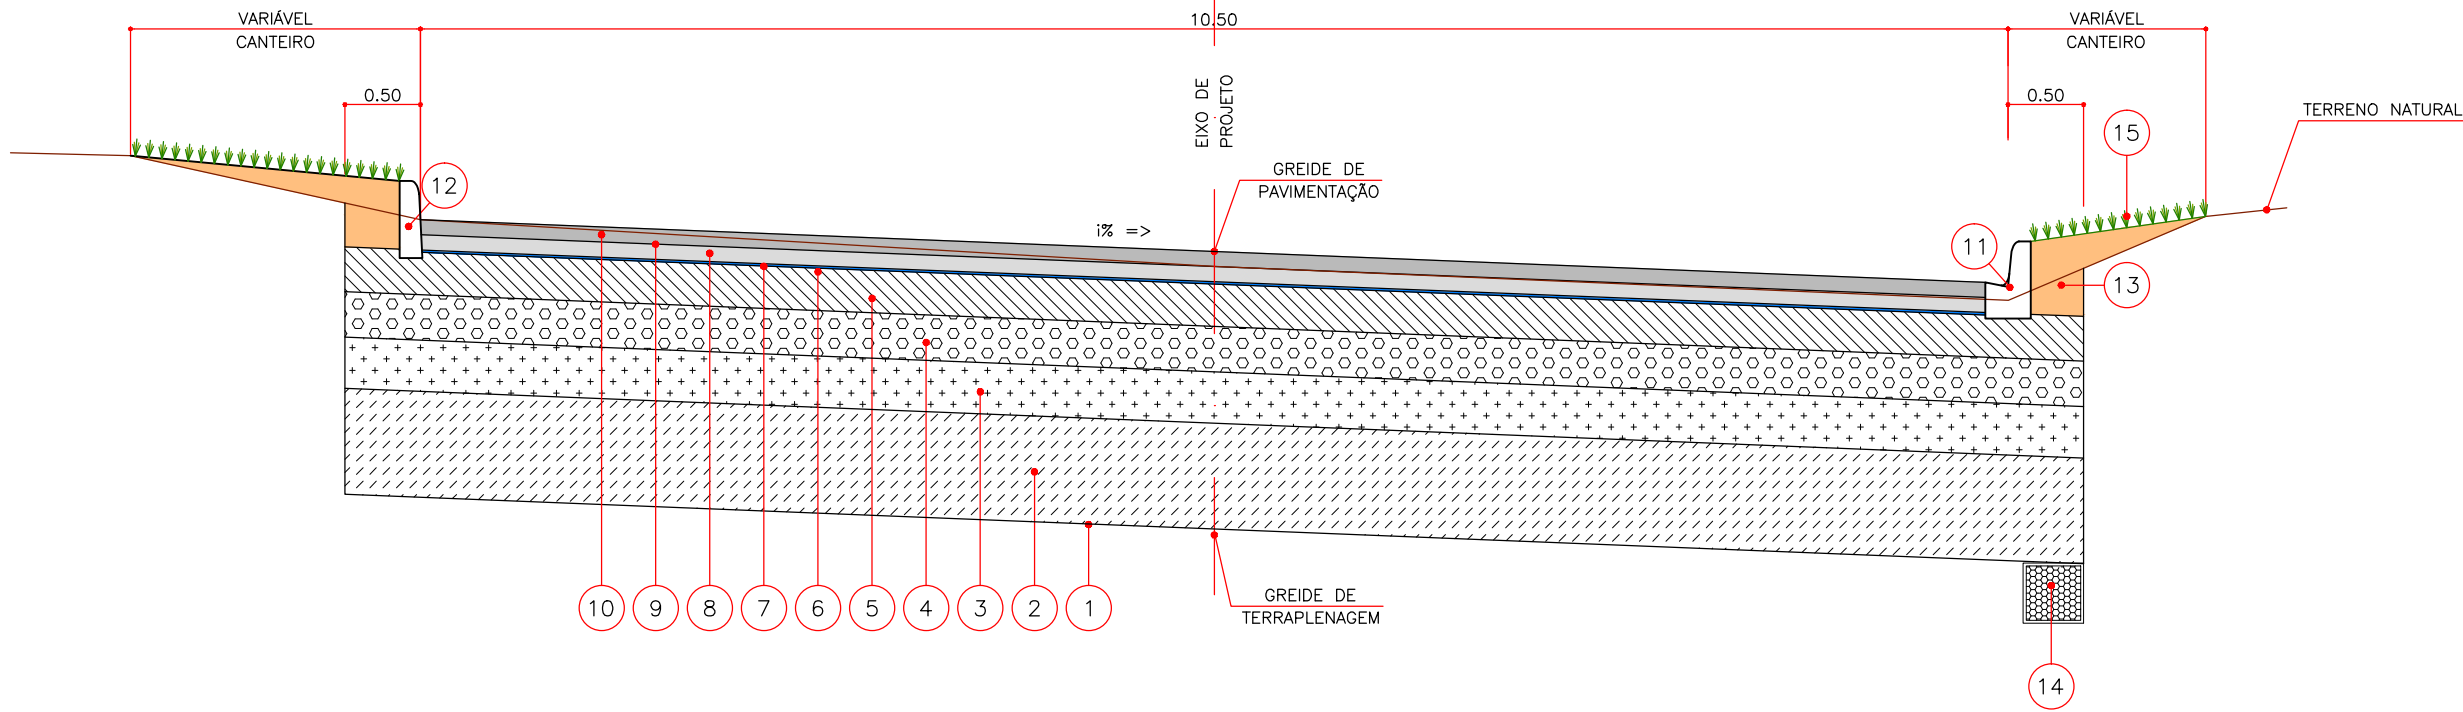 VARIÁVEL
CANTEIRO
10.50
VARIÁVEL
CANTEIRO
0.50
EIXO DE
PROJETO
0.50
TERRENO NATURAL
15
GREIDE DE
PAVIMENTAÇÃO
12
i% =>
11
13
10
9
8
7
6
5
4
3
2
1
GREIDE DE
TERRAPLENAGEM
14